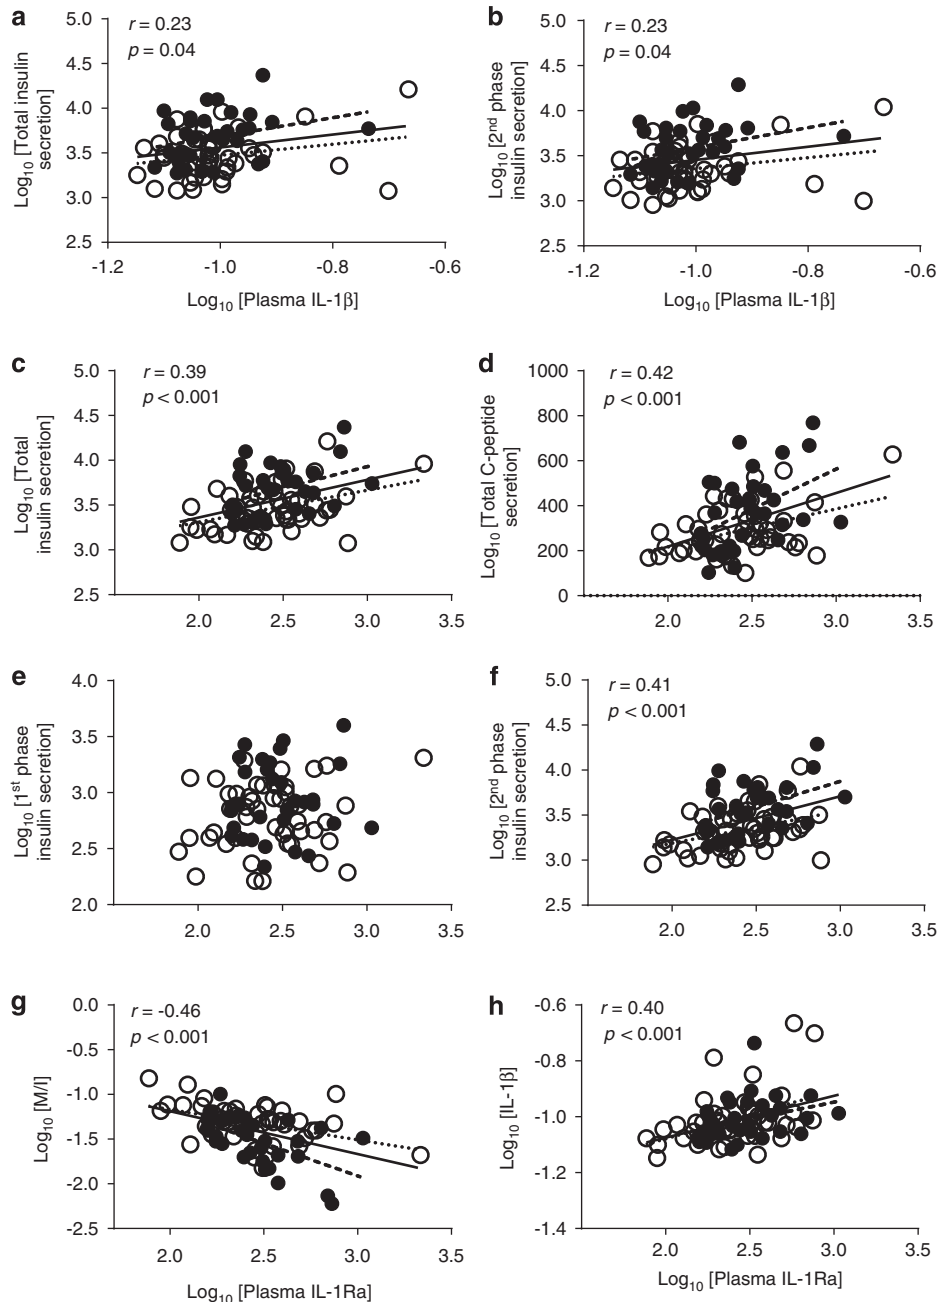 a
r = 0.23
p = 0.04
Log10 [Total insulin
secretion]
5.0
4.5
4.0
3.5
3.0
2.5
-1.2
-1.0
-0.8
-0.6
Log10 [Plasma IL-1β]
b
r = 0.23
p = 0.04
Log10 [2nd phase
insulin secretion]
5.0
4.5
4.0
3.5
3.0
2.5
-1.2
-1.0
-0.8
-0.6
Log10 [Plasma IL-1β]
c
r = 0.39
p < 0.001
Log10 [Total
insulin secretion]
5.0
4.5
4.0
3.5
3.0
2.5
2.0
2.5
3.0
3.5
d
r = 0.42
p < 0.001
Log10 [Total C-peptide
secretion]
1000
800
600
400
200
0
2.0
2.5
3.0
3.5
e
Log10 [1st phase
insulin secretion]
4.0
3.5
3.0
2.5
2.0
2.0
2.5
3.0
3.5
f
r = 0.41
p < 0.001
Log10 [2nd phase
insulin secretion]
5.0
4.5
4.0
3.5
3.0
2.5
2.0
2.5
3.0
3.5
g
r = -0.46
p < 0.001
Log10 [M/I]
0.0
-0.5
-1.0
-1.5
-2.0
-2.5
2.0
2.5
3.0
3.5
Log10 [Plasma IL-1Ra]
h
r = 0.40
p < 0.001
Log10 [IL-1β]
-0.6
-0.8
-1.0
-1.2
-1.4
2.0
2.5
3.0
3.5
Log10 [Plasma IL-1Ra]